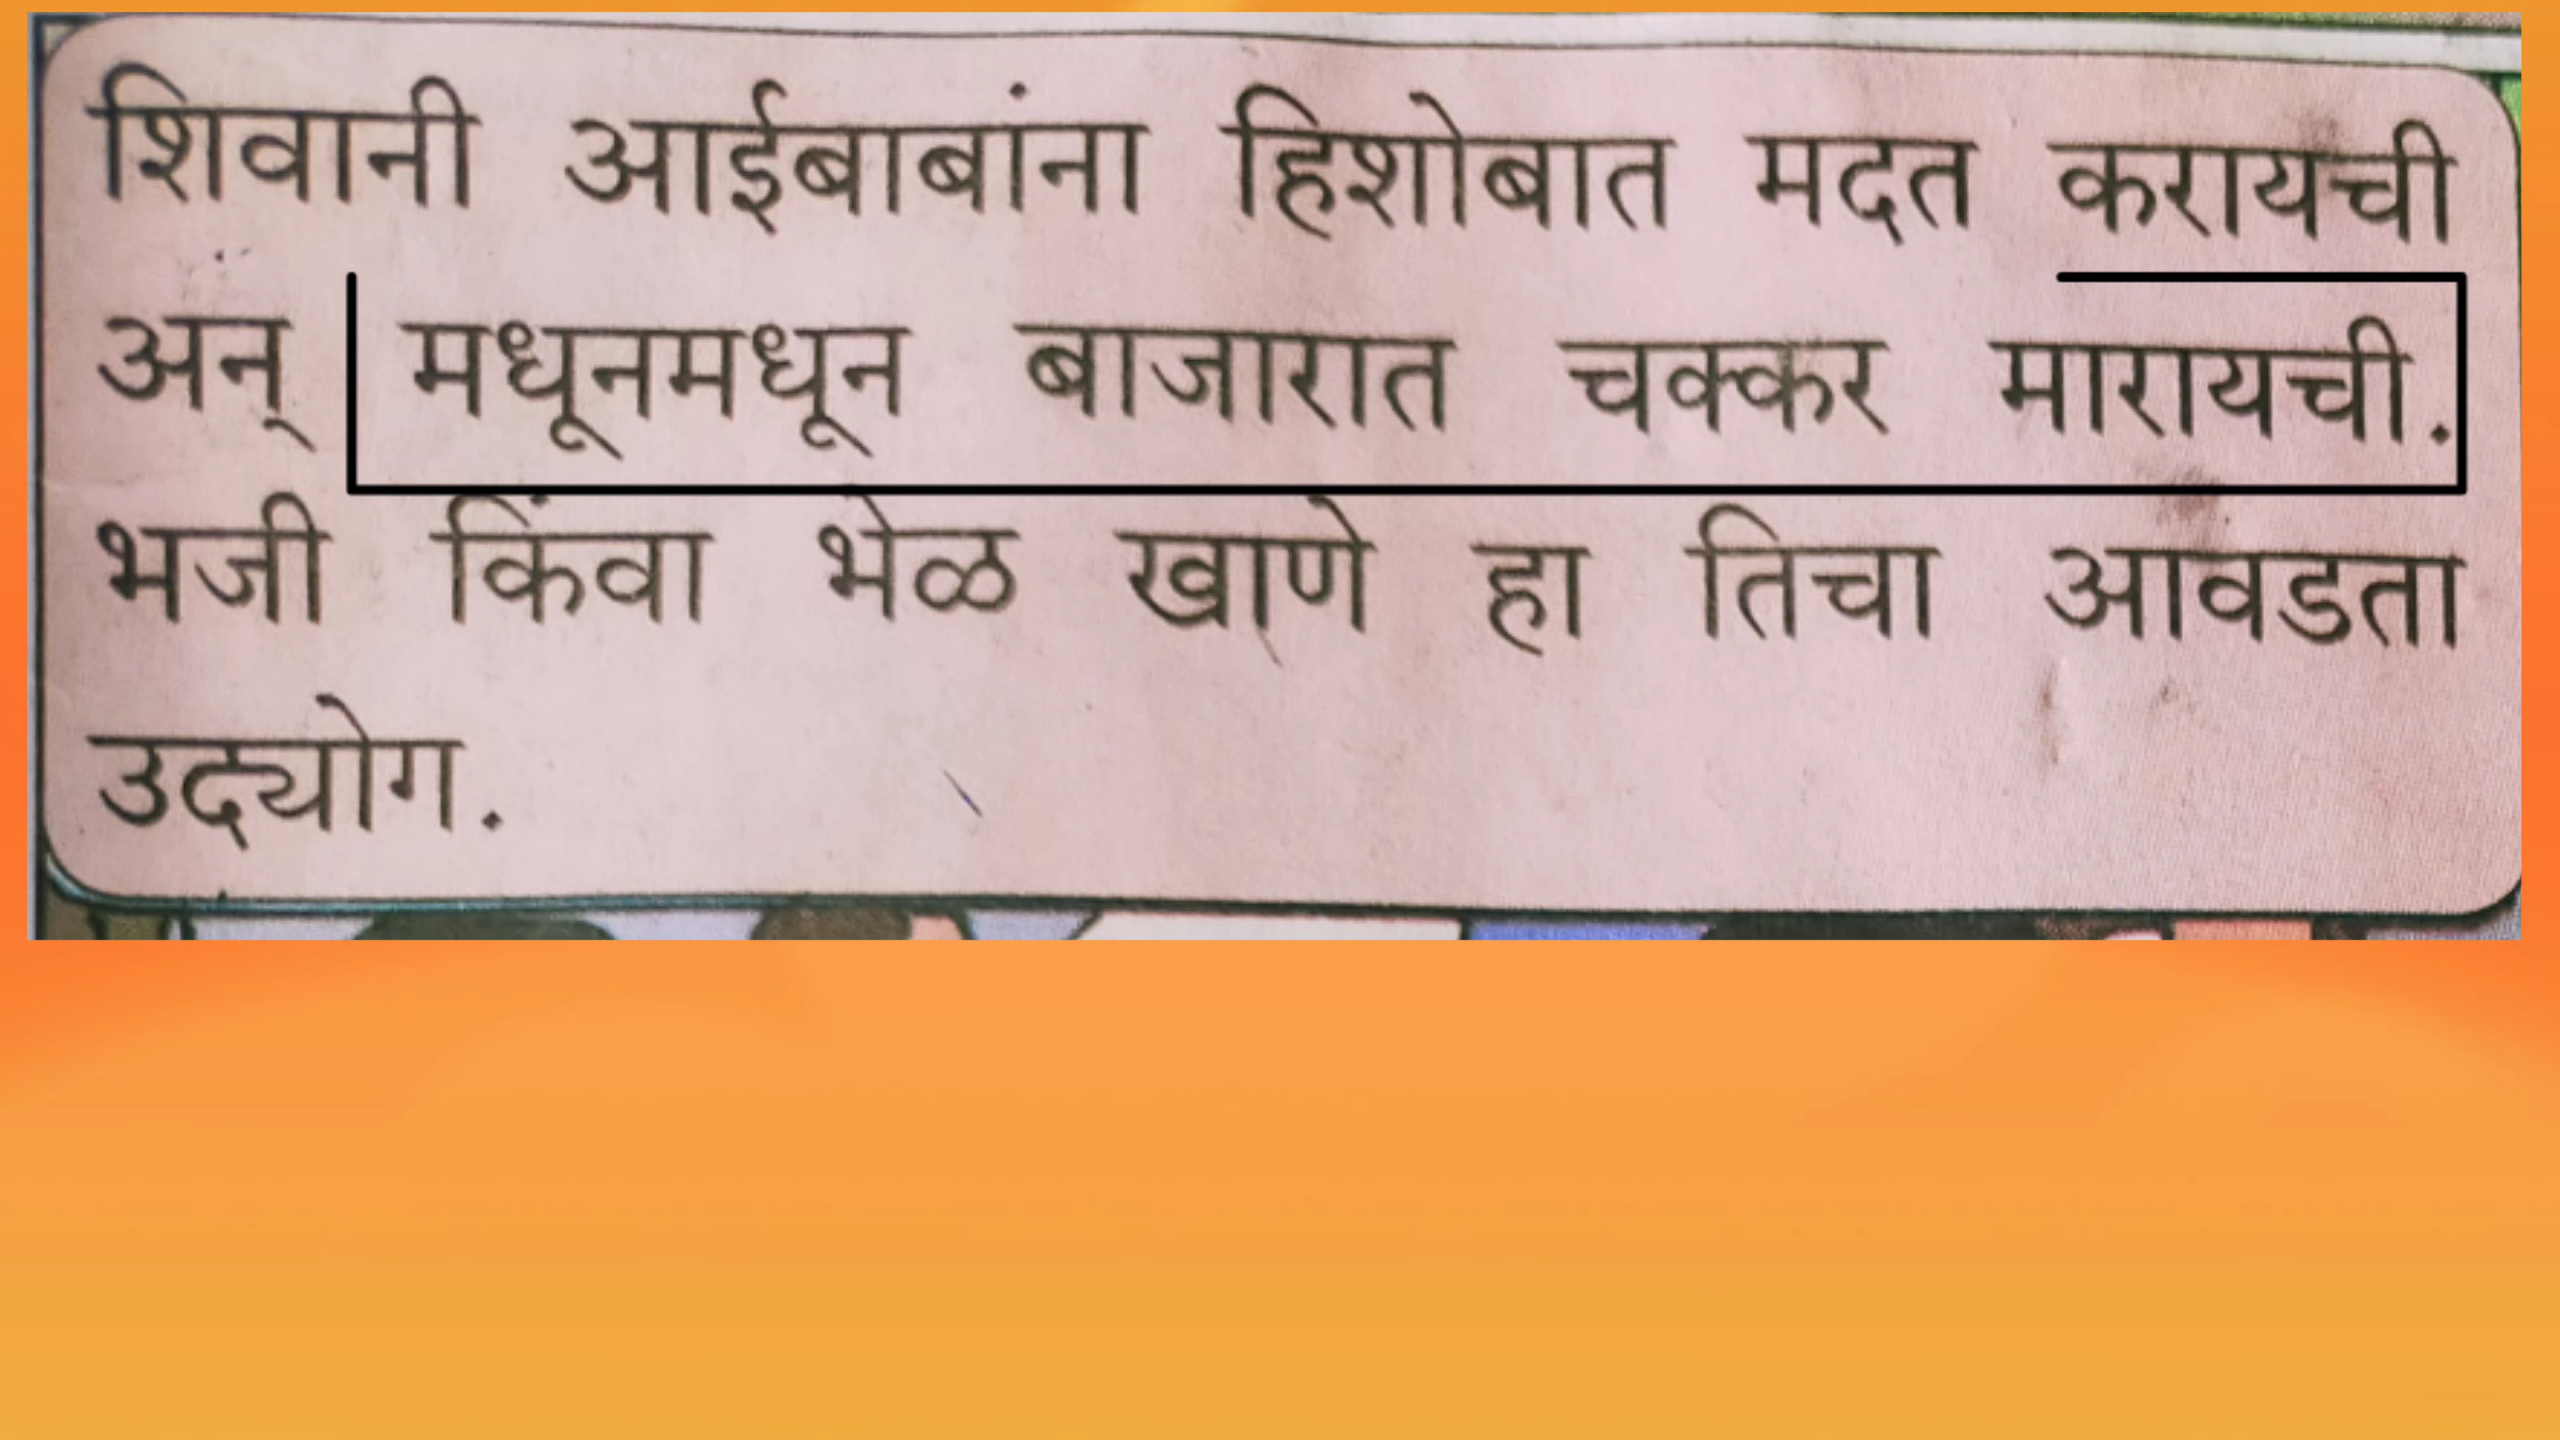 शिवानी आईबाबांना हिशोबात मदत करायची
अन् मधूनमधून बाजारात चक्कर मारायची.
भजी किंवा भेळ खाणे हा तिचा आवडता
उद्योग.